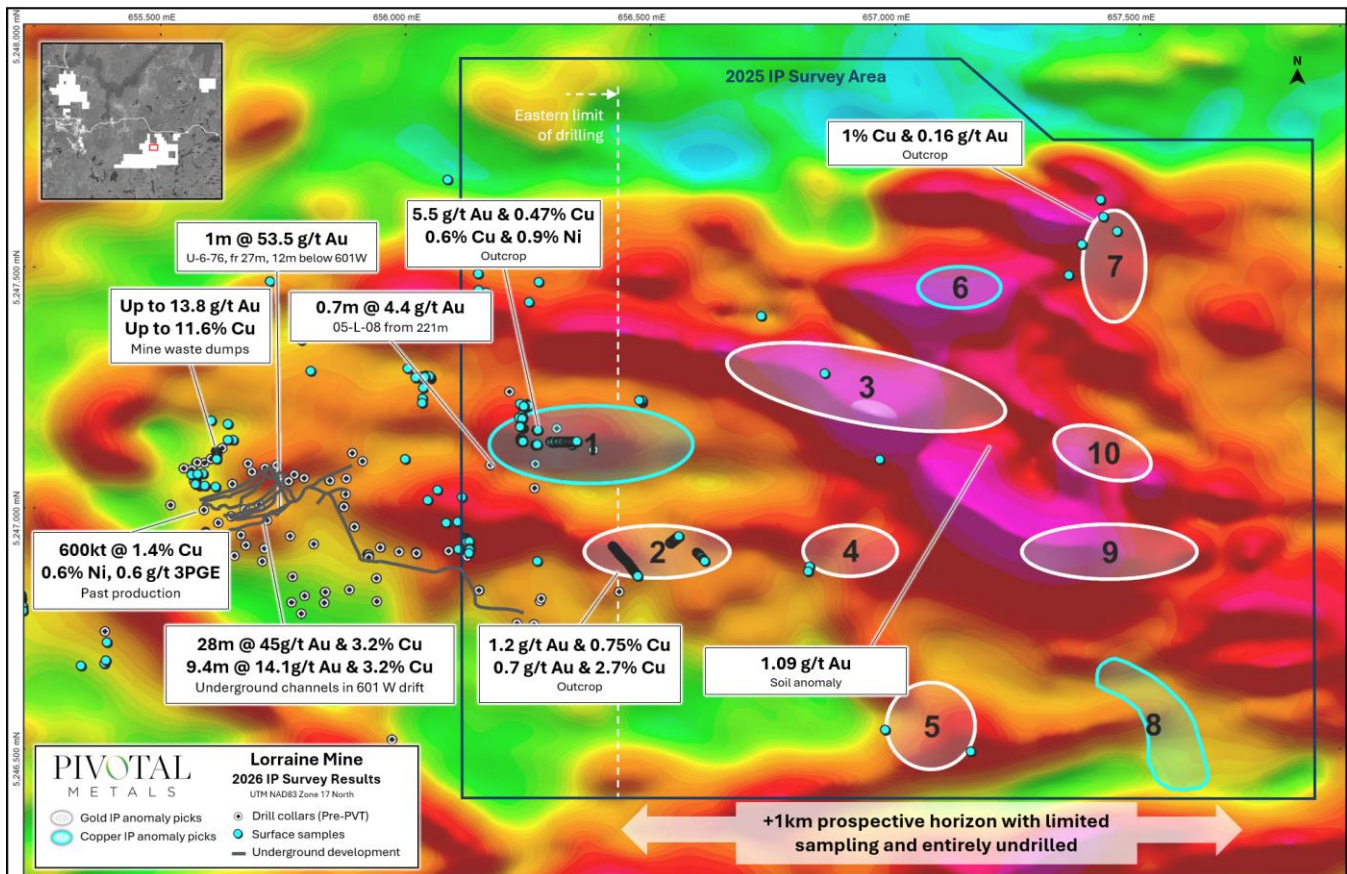 655,500 mE
656,000 mE
656,500 mE
657,000 mE
657,500 mE
5,248,000 mN
5,247,500 mN
5,247,000 mN
5,246,500 mN
2025 IP Survey Area
N
Eastern limit
of drilling
1% Cu & 0.16 g/t Au
Outcrop
5.5 g/t Au & 0.47% Cu
0.6% Cu & 0.9% Ni
Outcrop
1m @ 53.5 g/t Au
U-6-76, fr 27m, 12m below 601W
Up to 13.8 g/t Au
Up to 11.6% Cu
Mine waste dumps
0.7m @ 4.4 g/t Au
05-L-08 from 221m
7
6
3
1
10
2
4
9
5
8
600kt @ 1.4% Cu
0.6% Ni, 0.6 g/t 3PGE
Past production
28m @ 45g/t Au & 3.2% Cu
9.4m @ 14.1g/t Au & 3.2% Cu
Underground channels in 601 W drift
1.2 g/t Au & 0.75% Cu
0.7 g/t Au & 2.7% Cu
Outcrop
1.09 g/t Au
Soil anomaly
PIVOTAL
METALS
Gold IP anomaly picks
Copper IP anomaly picks
Lorraine Mine
2026 IP Survey Results
UTM NAD83 Zone 17 North
Drill collars (Pre-PVT)
Surface samples
Underground development
+1km prospective horizon with limited
sampling and entirely undrilled